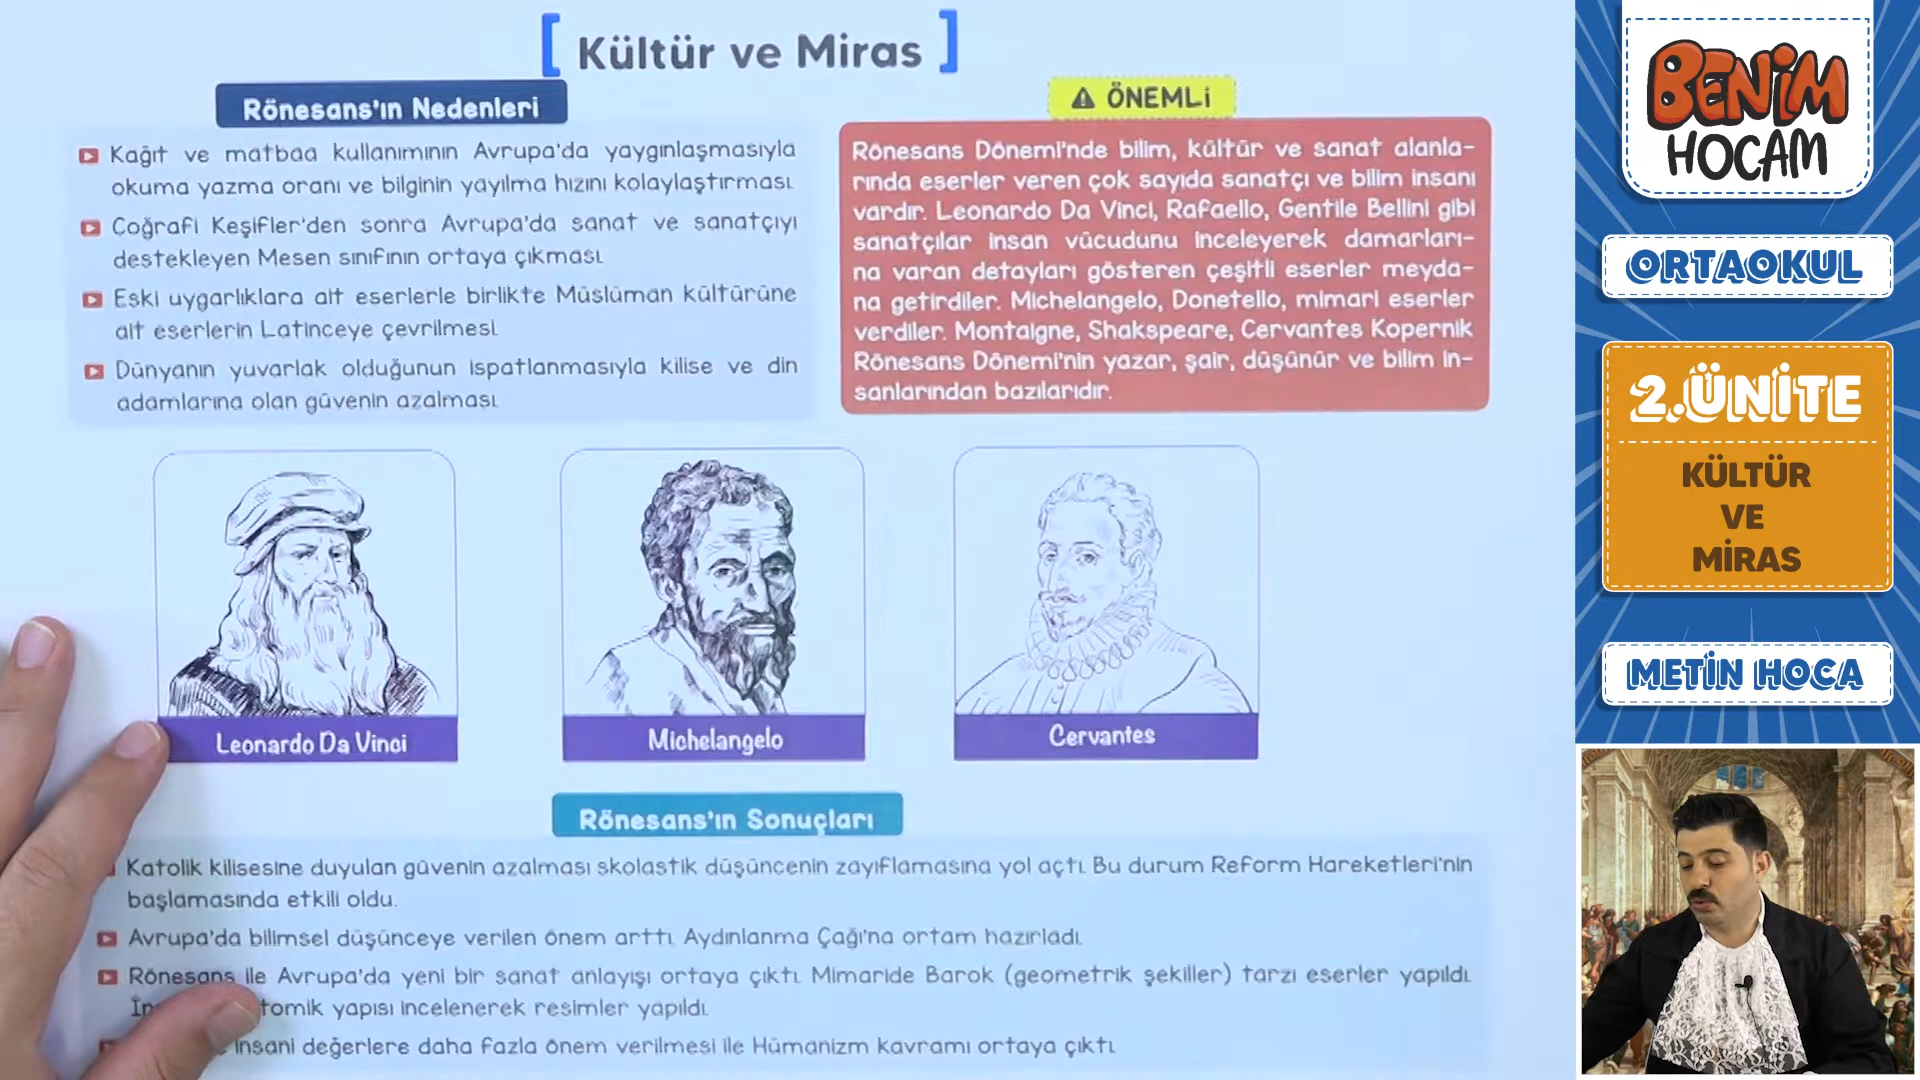 Kültür ve Miras
Rönesans'ın Nedenleri
Kağıt ve matbaa kullanımının Avrupa'da yaygınlaşmasıyla
okuma yazma oranı ve bilginin yayılma hızını kolaylaştırması.
Coğrafi Keşifler'den sonra Avrupa'da sanat ve sanatçıyı
destekleyen Mesen sınıfının ortaya çıkması.
Eski uygarlıklara ait eserlerle birlikte Müslüman kültürüne
ait eserlerin Latinceye çevrilmesi.
Dünyanın yuvarlak olduğunun ispatlanmasıyla kilise ve din
adamlarına olan güvenin azalması.
ÖNEMLİ
Rönesans Dönemi'nde bilim, kültür ve sanat alanla-
rında eserler veren çok sayıda sanatçı ve bilim insanı
vardır. Leonardo Da Vinci, Rafaello, Gentile Bellini gibi
sanatçılar insan vücudunu inceleyerek damarları-
na varan detayları gösteren çeşitli eserler meyda-
na getirdiler. Michelangelo, Donetello, mimari eserler
verdiler. Montaigne, Shakspeare, Cervantes Kopernik
Rönesans Dönemi'nin yazar, şair, düşünür ve bilim in-
sanlarından bazılarıdır.
Leonardo Da Vinci
Michelangelo
Cervantes
Rönesans'ın Sonuçları
Katolik kilisesine duyulan güvenin azalması skolastik düşüncenin zayıflamasına yol açtı. Bu durum Reform Hareketleri'nin
başlamasında etkili oldu.
Avrupa'da bilimsel düşünceye verilen önem arttı. Aydınlanma Çağı'na ortam hazırladı.
Rönesans ile Avrupa'da yeni bir sanat anlayışı ortaya çıktı. Mimaride Barok (geometrik şekiller) tarzı eserler yapıldı.
yapısı incelenerek resimler yapıldı.
insani değerlere daha fazla önem verilmesi ile Hümanizm kavramı ortaya çıktı.
BENİM
HOCAM
ORTAOKUL
2.ÜNİTE
KÜLTÜR
VE
MİRAS
METİN HOCA